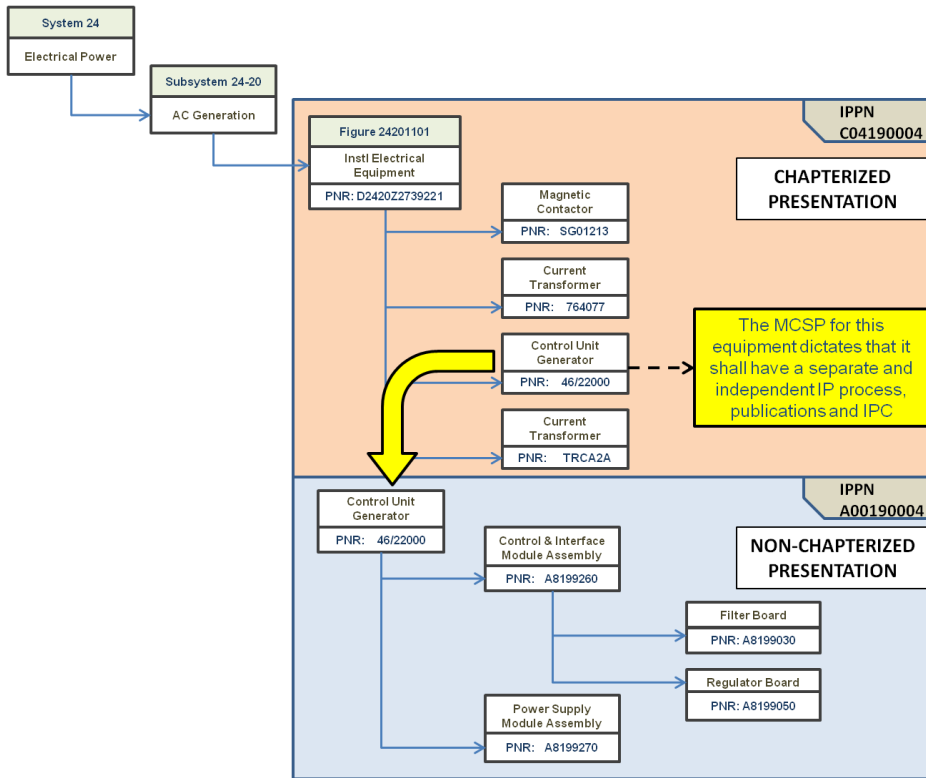 System 24
Electrical Power
Subsystem 24-20
AC Generation
IPPN
C04190004
Figure 24201101
Instl Electrical
Equipment
PNR: D2420Z2739221
CHAPTERIZED
PRESENTATION
Magnetic
Contactor
PNR: SG01213
Current
Transformer
PNR: 764077
Control Unit
Generator
PNR: 46/22000
The MCSP for this
equipment dictates that it
shall have a separate and
independent IP process,
publications and IPC
Current
Transformer
PNR: TRCA2A
IPPN
A00190004
Control Unit
Generator
PNR: 46/22000
NON-CHAPTERIZED
PRESENTATION
Control & Interface
Module Assembly
PNR: A8199260
Filter Board
PNR: A8199030
Regulator Board
PNR: A8199050
Power Supply
Module Assembly
PNR: A8199270